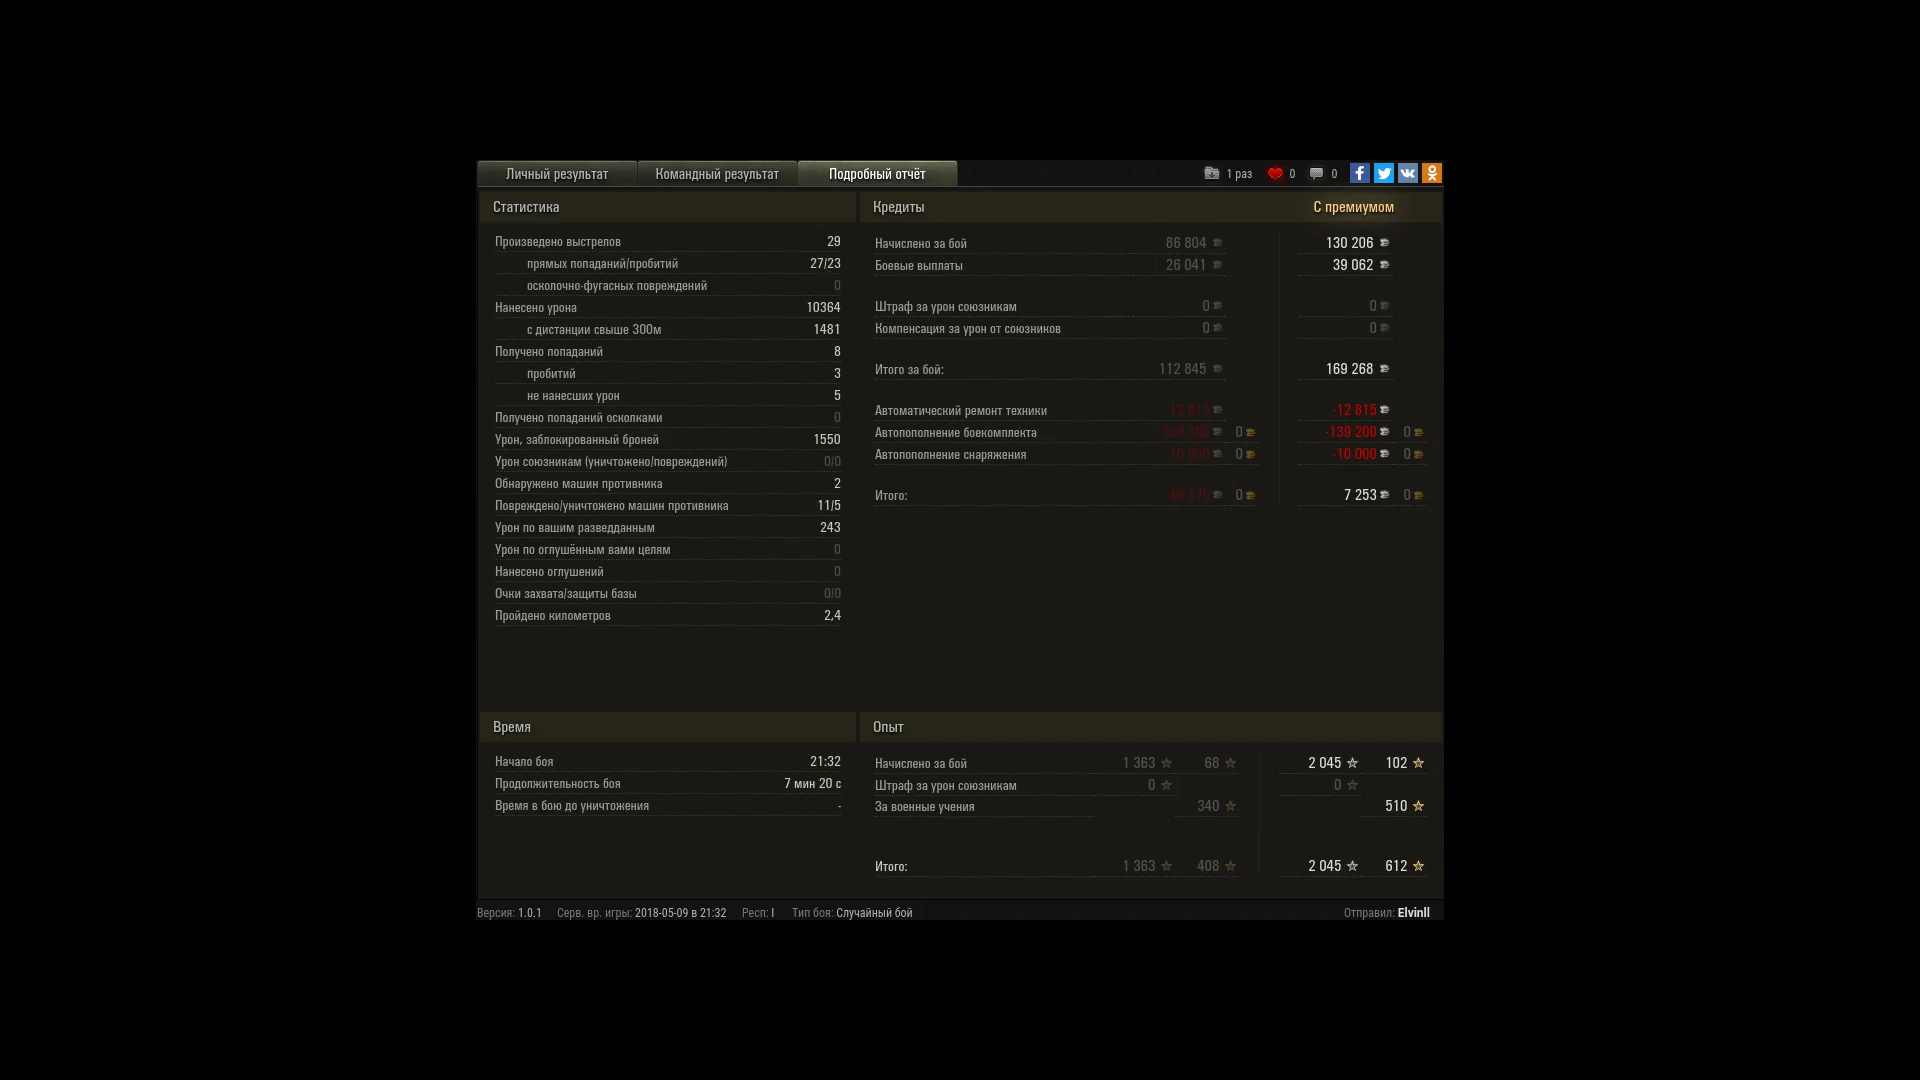 Личный результат Командный результат Подробный отчёт 1 раз 0 0
Статистика
Произведено выстрелов 29
прямых попаданий/пробитий 27/23
осколочно-фугасных повреждений 0
Нанесено урона 10364
с дистанции свыше 300м 1481
Получено попаданий 8
пробитий 3
не нанесших урон 5
Получено попаданий осколками 0
Урон, заблокированный броней 1550
Урон союзникам (уничтожено/повреждений) 0/0
Обнаружено машин противника 2
Повреждено/уничтожено машин противника 11/5
Урон по вашим разведданным 243
Урон по оглушённым вами целям 0
Нанесено оглушений 0
Очки захвата/защиты базы 0/0
Пройдено километров 2,4
Кредиты С премиумом
Начислено за бой 86 804 130 206
Боевые выплаты 26 041 39 062
Штраф за урон союзникам 0 0
Компенсация за урон от союзников 0 0
Итого за бой: 112 845 169 268
Автоматический ремонт техники -12 815 -12 815
Автопополнение боекомплекта 0 -139 200 0
Автопополнение снаряжения -10 000 0 -10 000 0
Итого: -49 170 0 7 253 0
Время
Начало боя 21:32
Продолжительность боя 7 мин 20 с
Время в бою до уничтожения -
Опыт
Начислено за бой 1 363 68 2 045 102
Штраф за урон союзникам 0 0
За военные учения 340 510
Итого: 1 363 408 2 045 612
Версия: 1.0.1 Серв. вр. игры: 2018-05-09 в 21:32 Респ: I Тип боя: Случайный бой Отправил: Elvinll